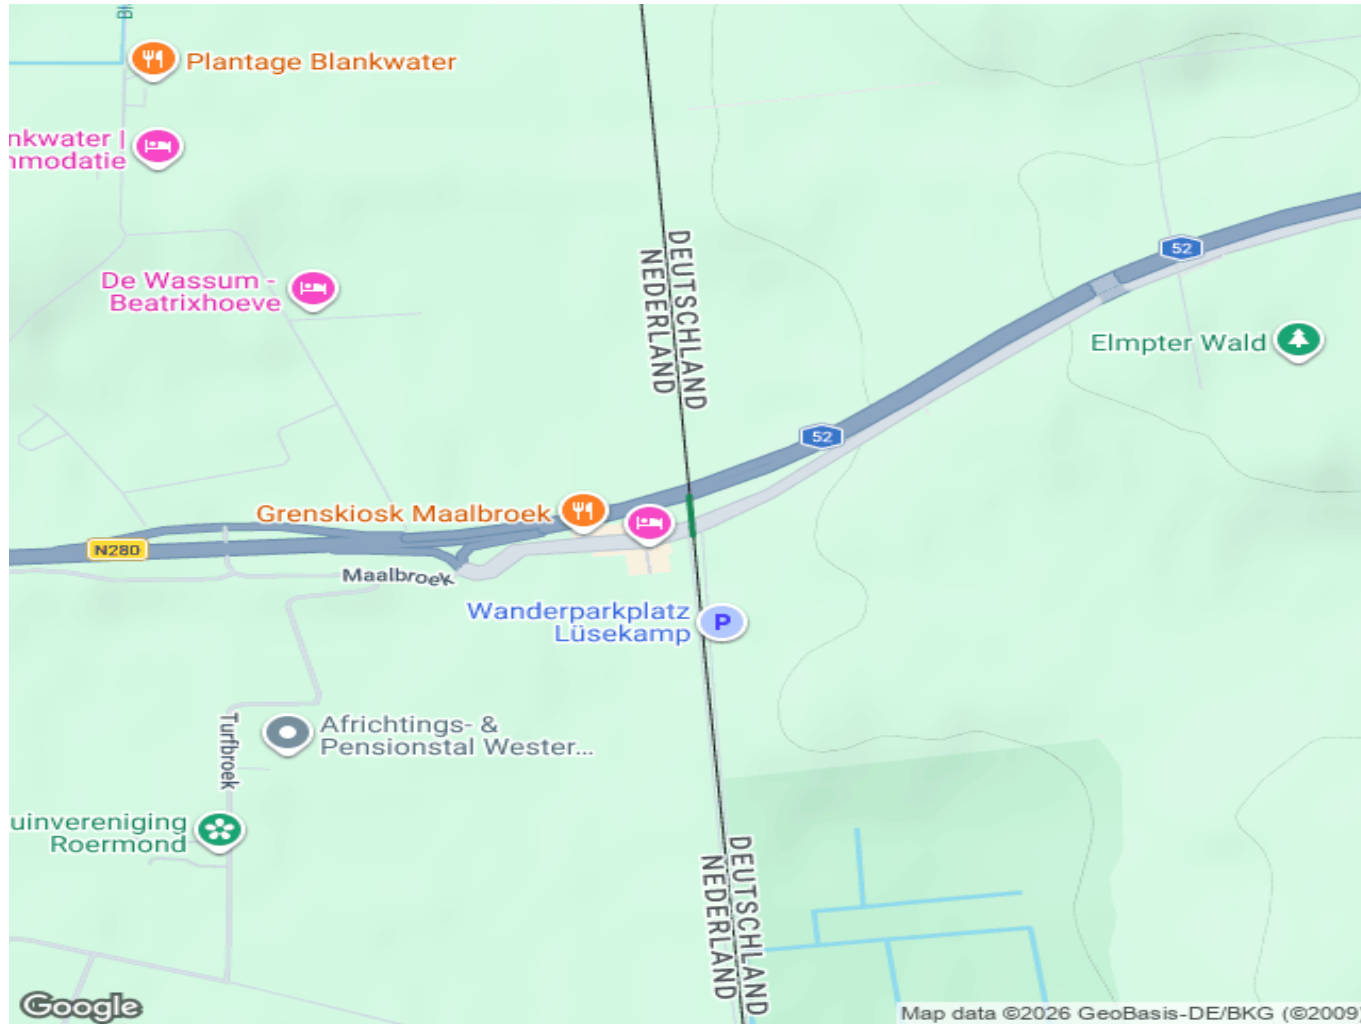 Plantage Blankwater
nkwater |
mmodatie
De Wassum -
Beatrixhoeve
DEUTSCHLAND
NEDERLAND
52
Elmpter Wald
52
Grenskiosk Maalbroek
N280
Maalbroek
Wanderparkplatz
Lüsekamp
P
Turfbroek
Africhtings- &
Pensionstal Wester...
uinvereniging
Roermond
DEUTSCHLAND
NEDERLAND
Google
Map data ©2026 GeoBasis-DE/BKG (©2009)